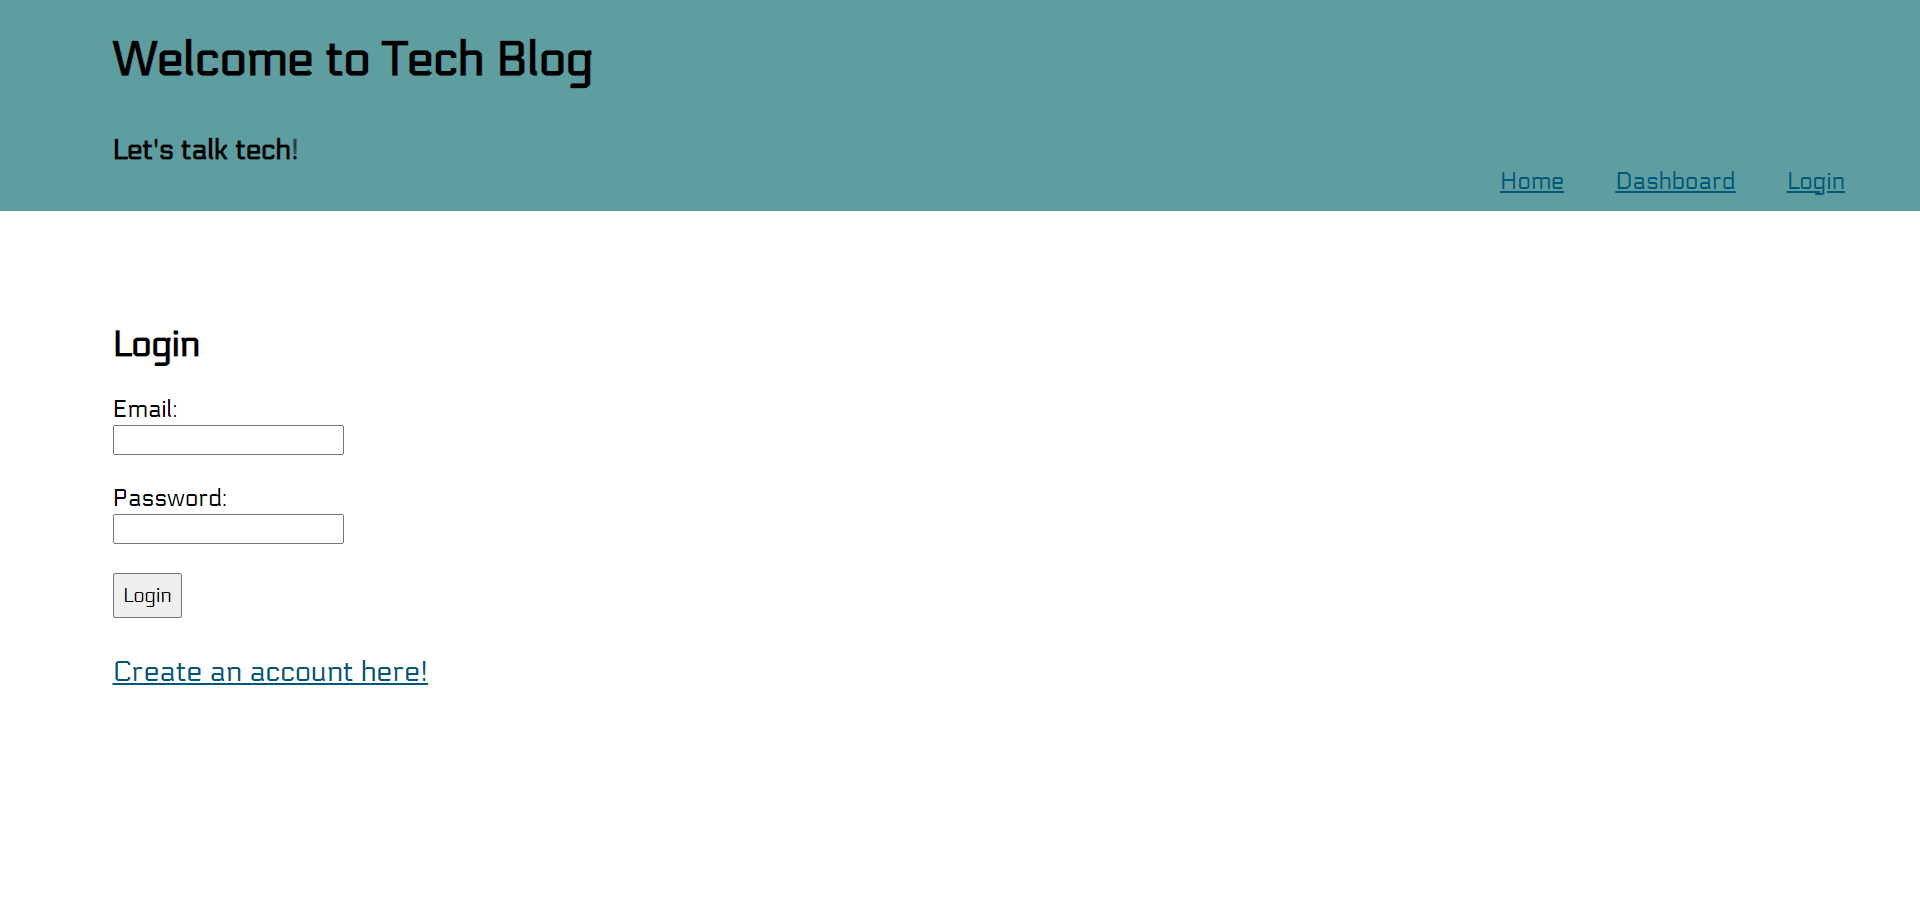 Welcome to Tech Blog
Let's talk tech!
Home Dashboard Login
Login
Email:
Password:
Login
Create an account here!